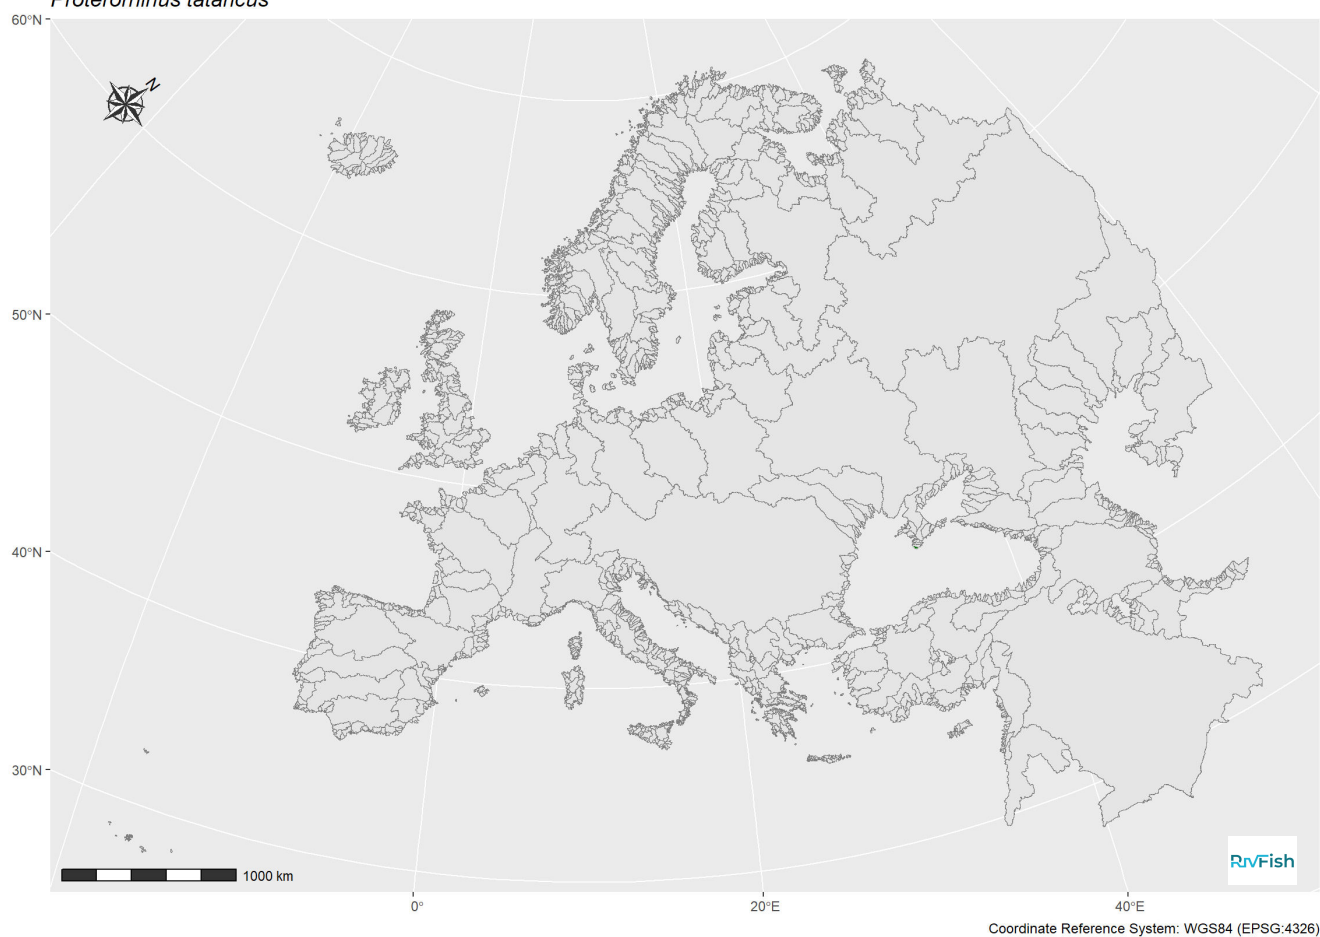 Proterorhinus tataricus
60°N
N
50°N
40°N
30°N
1000 km
RivFish
0°
20°E
40°E
Coordinate Reference System: WGS84 (EPSG:4326)